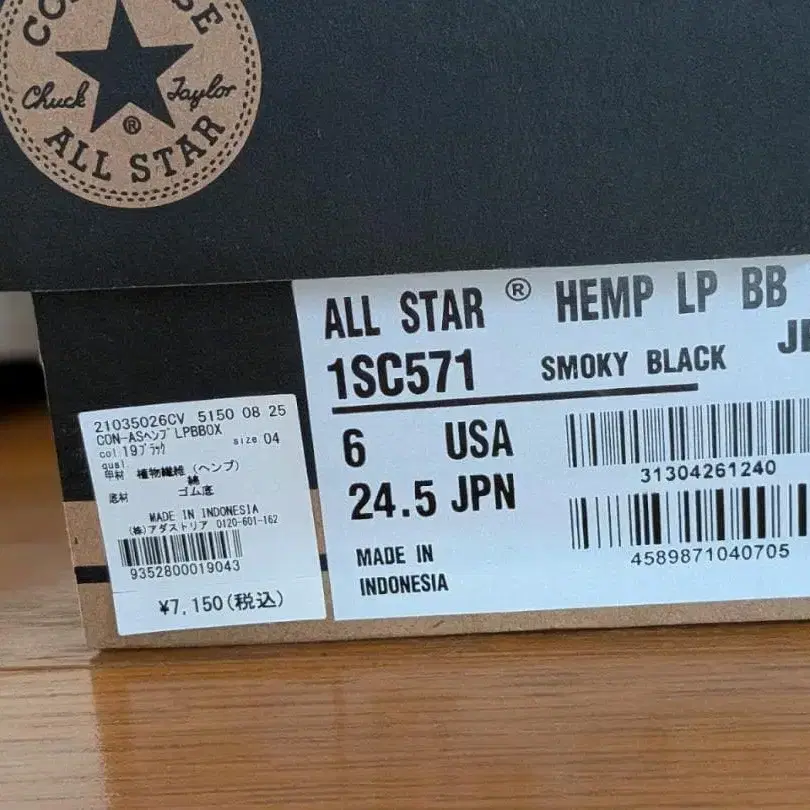 CONVERSE
Chuck Taylor
®
ALL STAR
ALL STAR ® HEMP LP BB
1SC571 SMOKY BLACK
6 USA
24.5 JPN
MADE IN
INDONESIA
31304261240
4589871040705
21035026CV 5150 08 25
CON-ASヘンプLPBBOX
col 19ブラック size 04
qual
甲材 植物繊維 (ヘンプ)
綿
底材 ゴム底
MADE IN INDONESIA
(株)アダストリア 0120-601-162
9352800019043
¥7,150(税込)